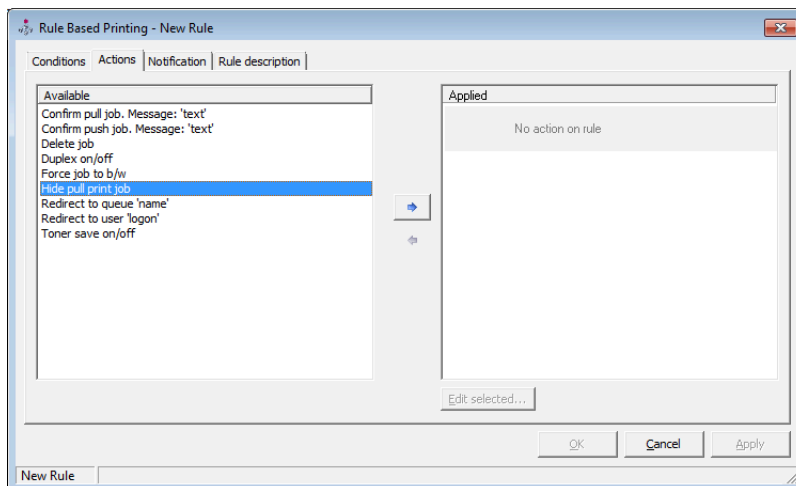 Rule Based Printing - New Rule
Conditions Actions Notification Rule description
Available
Confirm pull job. Message: 'text'
Confirm push job. Message: 'text'
Delete job
Duplex on/off
Force job to b/w
Hide pull print job
Redirect to queue 'name'
Redirect to user 'logon'
Toner save on/off
Applied
No action on rule
Edit selected...
OK Cancel Apply
New Rule